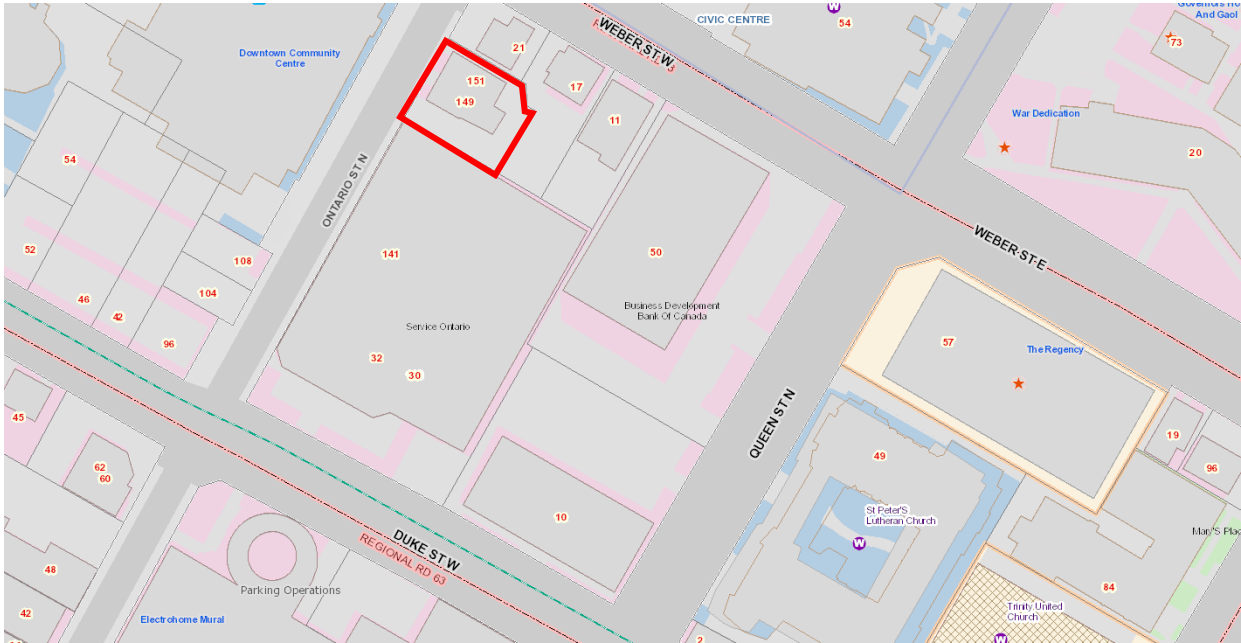 CIVIC CENTRE
54
And Gaol
73
WEBER ST W
21
Downtown Community
Centre
151
149
17
11
War Dedication
20
54
ONTARIO ST N
WEBER ST E
52
108
104
46
42
96
141
50
Business Development
Bank Of Canada
Service Ontario
32
30
57
The Regency
QUEEN ST N
45
62
60
49
19
96
St Peter'S
Lutheran Church
W
10
DUKE ST W
REGIONAL RD 63
48
42
Parking Operations
Electrohome Mural
84
Trinity United
Church
W
2